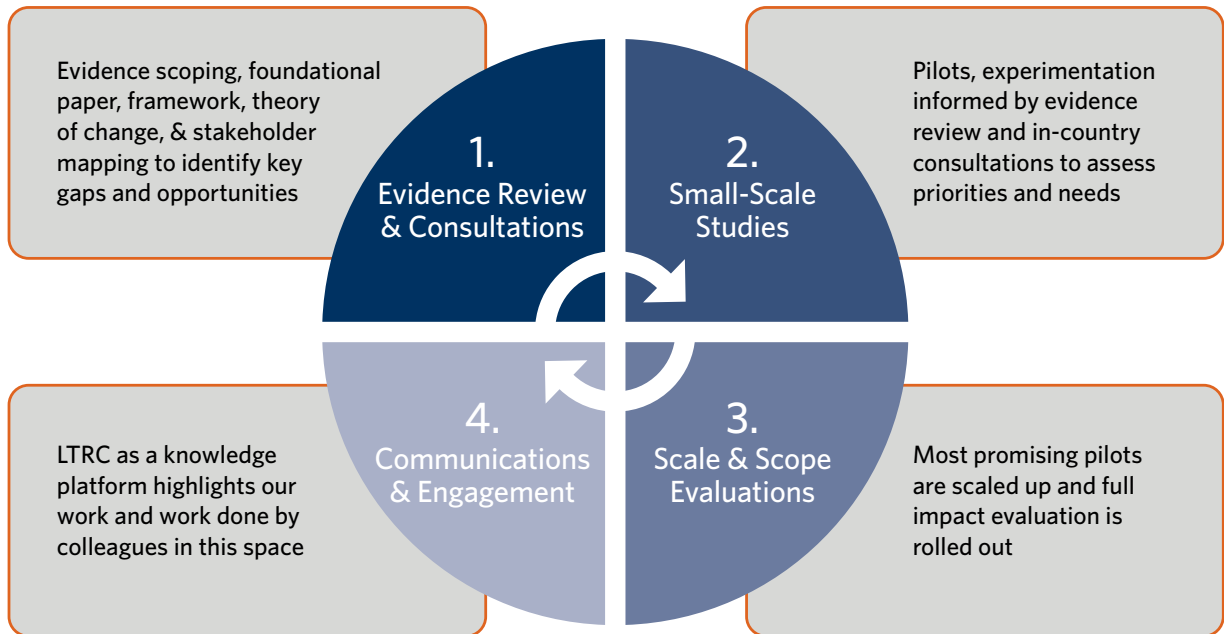 Evidence scoping, foundational
paper, framework, theory
of change, & stakeholder
mapping to identify key
gaps and opportunities
1.
Evidence Review
& Consultations
2.
Small-Scale
Studies
Pilots, experimentation
informed by evidence
review and in-country
consultations to assess
priorities and needs
LTRC as a knowledge
platform highlights our
work and work done by
colleagues in this space
4.
Communications
& Engagement
3.
Scale & Scope
Evaluations
Most promising pilots
are scaled up and full
impact evaluation is
rolled out